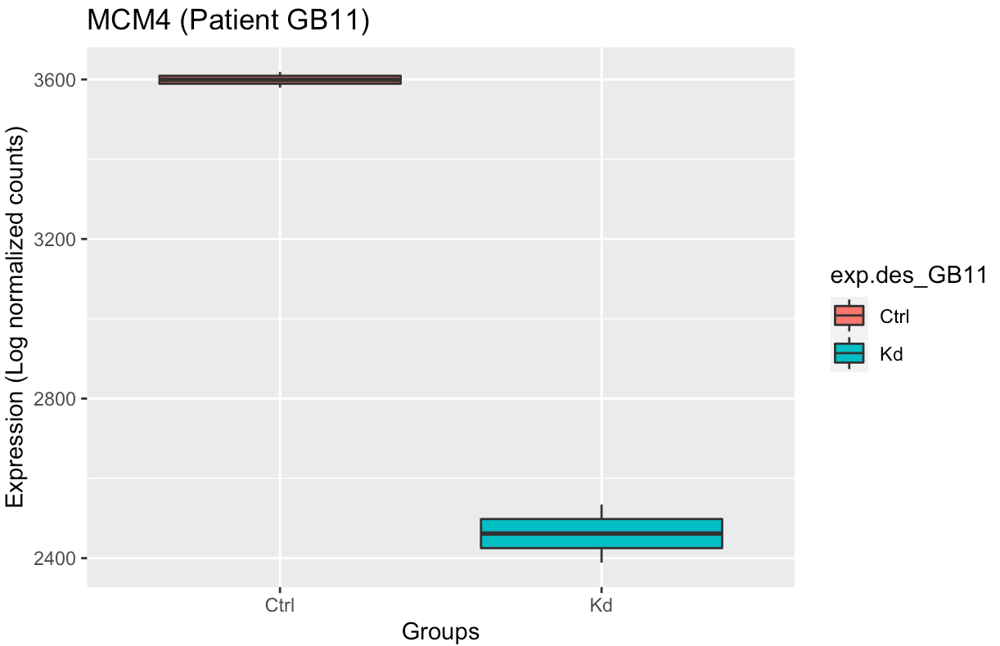 MCM4 (Patient GB11)
Expression (Log normalized counts)
3600
3200
2800
2400
Ctrl
Kd
Groups
exp.des_GB11
Ctrl
Kd